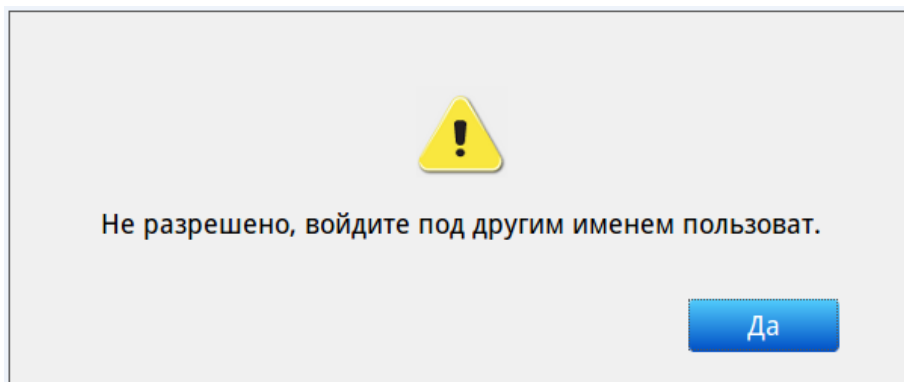 Не разрешено, войдите под другим именем пользоват.
Да